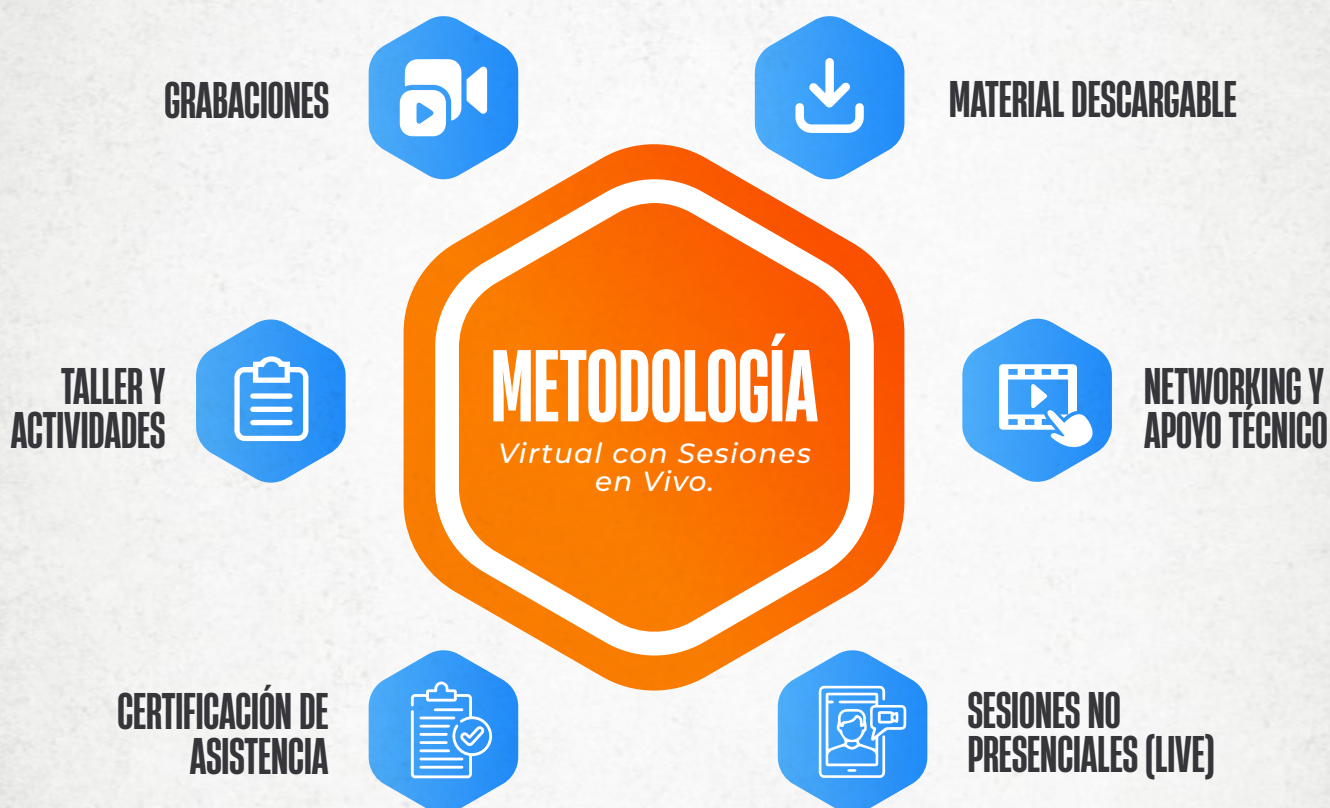 GRABACIONES
MATERIAL DESCARGABLE
METODOLOGÍA
Virtual con Sesiones
en Vivo.
TALLER Y
ACTIVIDADES
NETWORKING Y
APOYO TÉCNICO
CERTIFICACIÓN DE
ASISTENCIA
SESIONES NO
PRESENCIALES (LIVE)